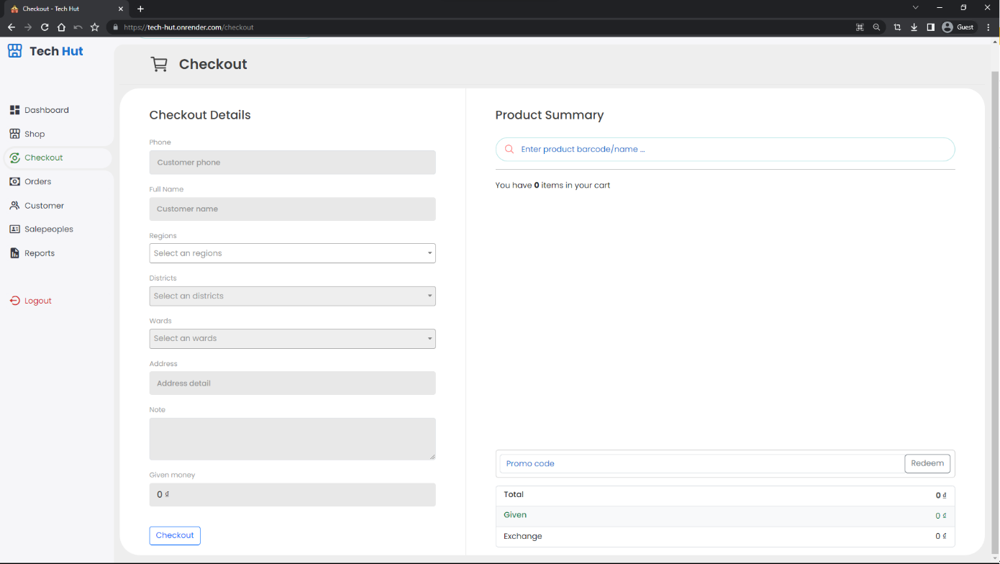 Checkout - Tech Hut
https://tech-hut.onrender.com/checkout
Guest
Tech Hut
Dashboard
Shop
Checkout
Orders
Customer
Salepeoples
Reports
Logout
Checkout
Checkout Details
Phone
Customer phone
Full Name
Customer name
Regions
Select an regions
Districts
Select an districts
Wards
Select an wards
Address
Address detail
Note
Given money
0 ₫
Checkout
Product Summary
Enter product barcode/name ...
You have 0 items in your cart
Promo code
Redeem
Total 0 ₫
Given 0 ₫
Exchange 0 ₫